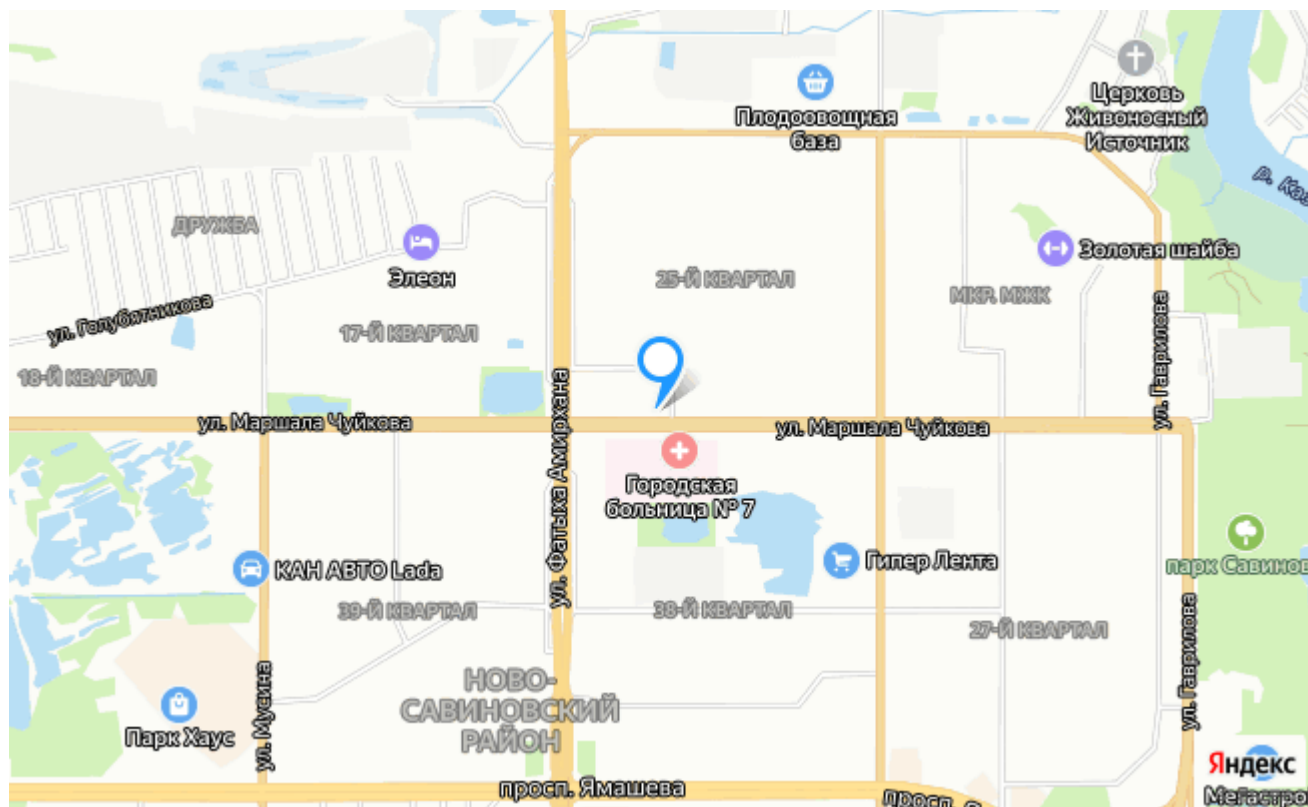 Церковь
Живоносный
Источник
Плодоовощная
база
р. Каз
ДРУЖБА
Элеон
25-Й КВАРТАЛ
Золотая шайба
МКР. МЖК
ул. Голубятникова
17-Й КВАРТАЛ
18-Й КВАРТАЛ
ул. Гаврилова
ул. Маршала Чуйкова
ул. Маршала Чуйкова
ул. Фатыха Амирхана
Городская
больница № 7
КАН АВТО Lada
Гипер Лента
парк Савинов
39-Й КВАРТАЛ
38-Й КВАРТАЛ
27-Й КВАРТАЛ
ул. Гаврилова
НОВО-
САВИНОВСКИЙ
РАЙОН
ул. Мусина
Парк Хаус
просп. Ямашева
просп.
Яндекс
Мегастро